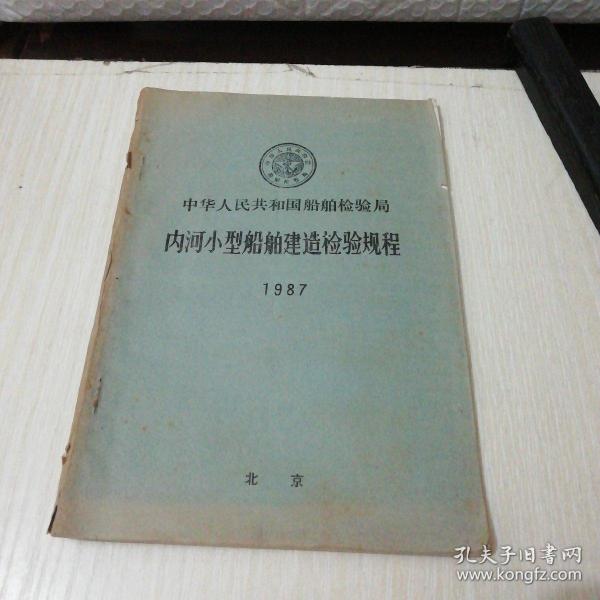 中华人民共和国船舶检验局
内河小型船舶建造检验规程
1987
北 京
孔夫子旧書网
www.kongfz.com